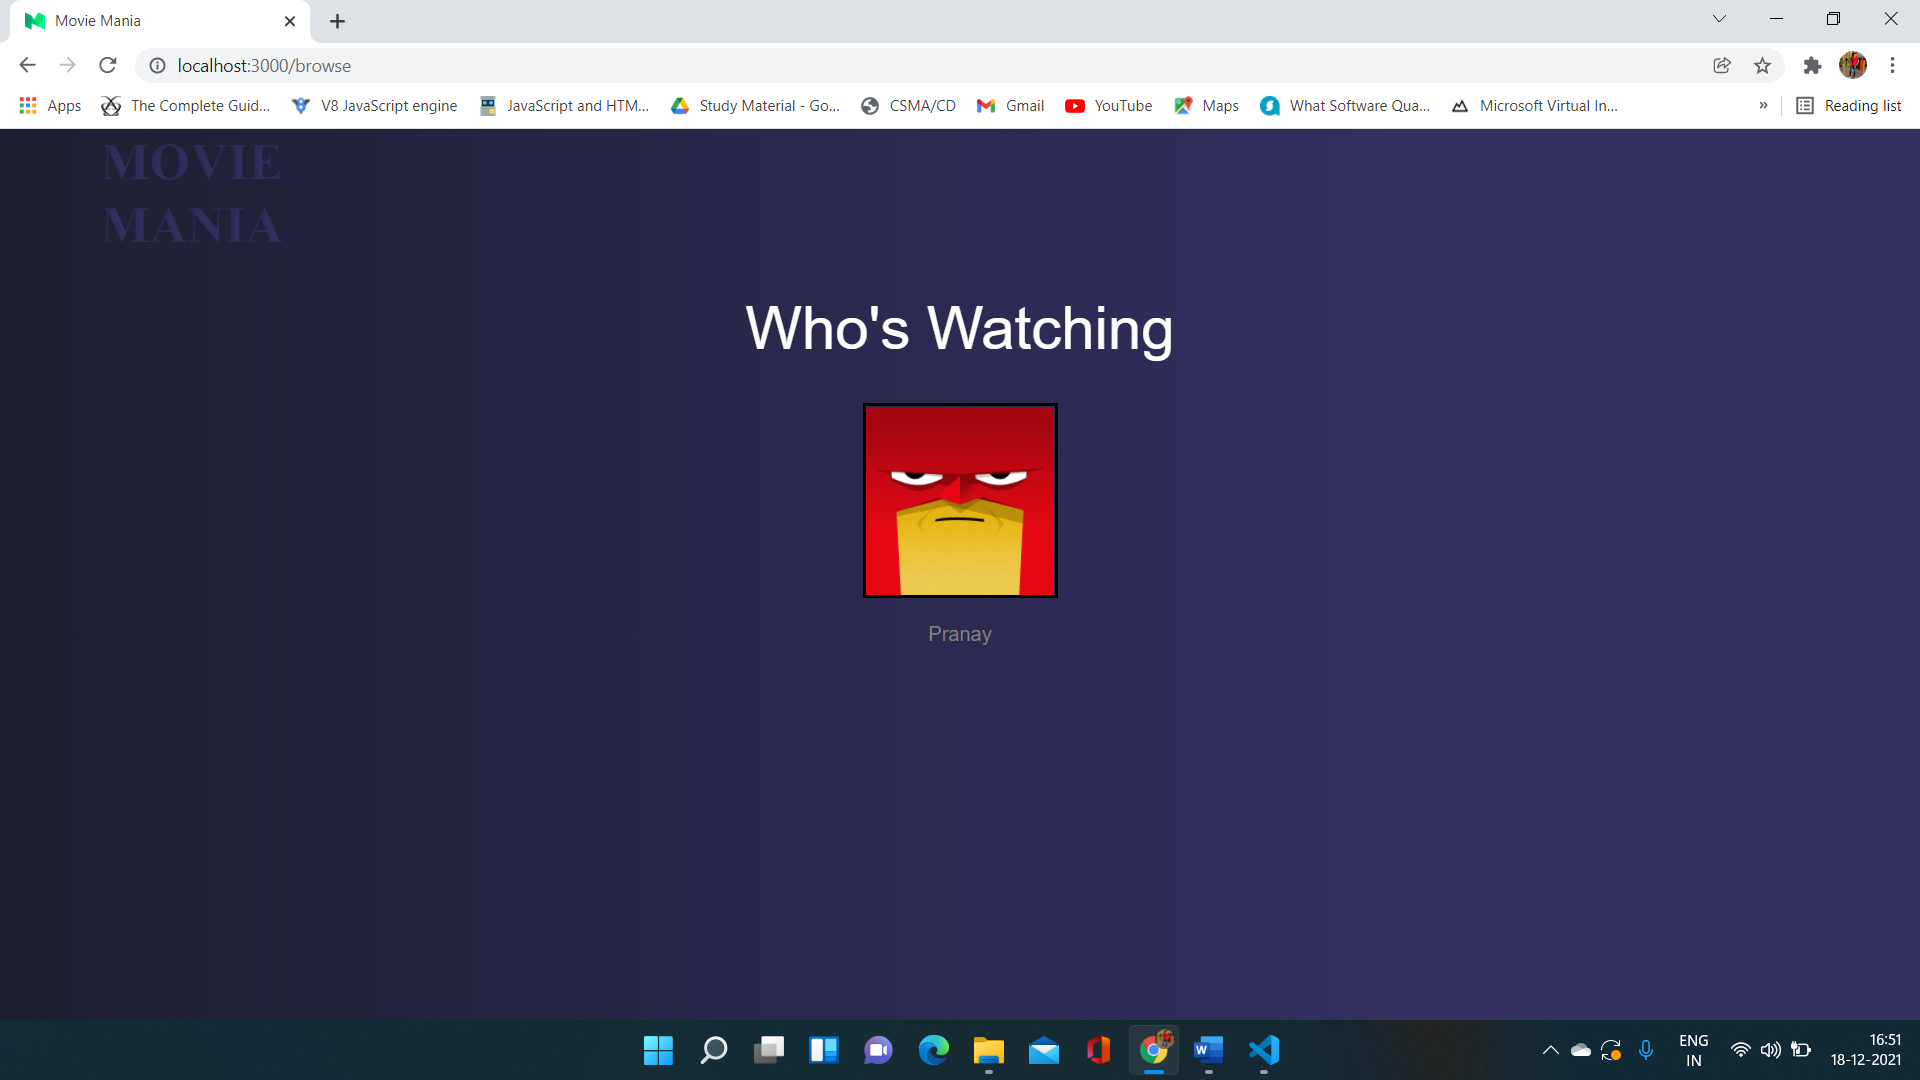 Movie Mania
localhost:3000/browse
Apps
The Complete Guid...
V8 JavaScript engine
JavaScript and HTM...
Study Material - Go...
CSMA/CD
Gmail
YouTube
Maps
What Software Qua...
Microsoft Virtual In...
»
Reading list
MOVIE
MANIA
Who's Watching
Pranay
W
ENG
IN
16:51
18-12-2021